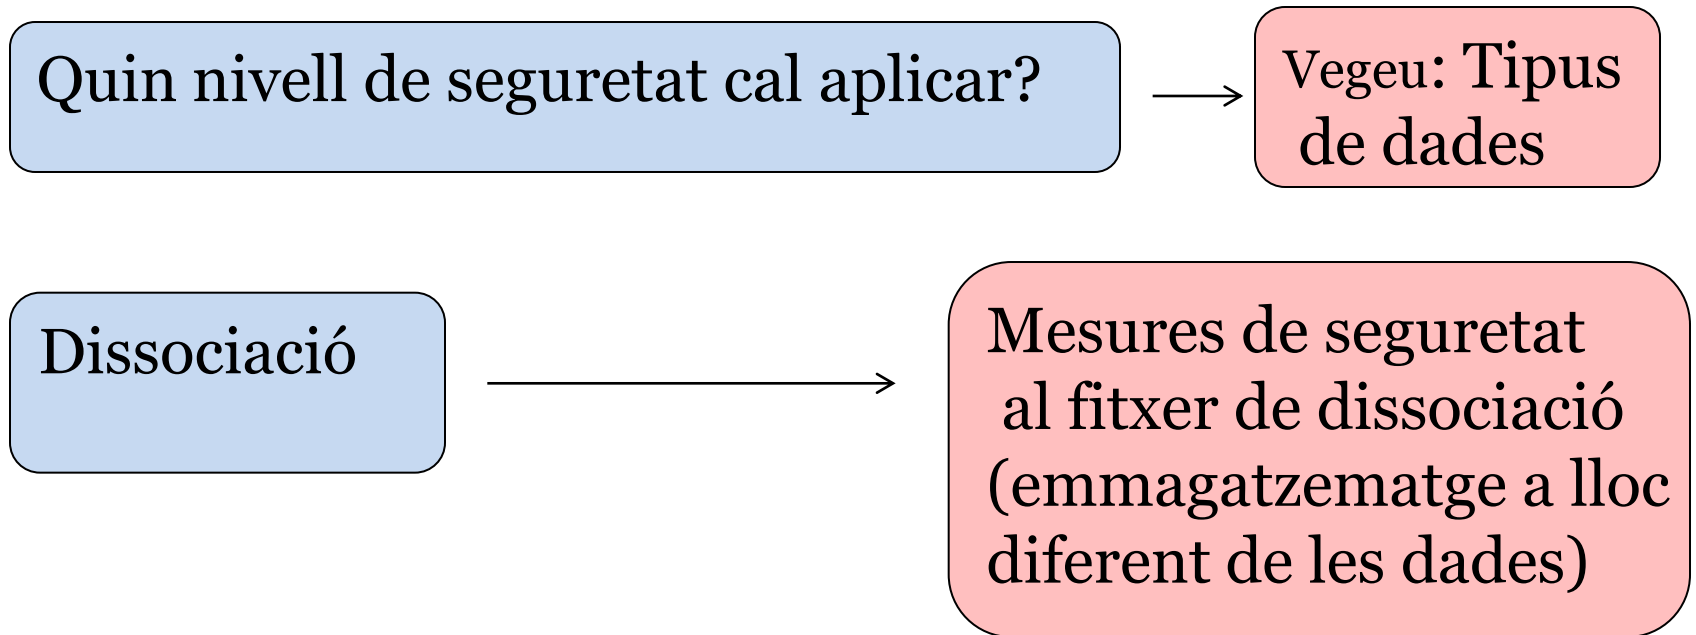 Quin nivell de seguretat cal aplicar?
Vegeu: Tipus
de dades
Dissociació
Mesures de seguretat
al fitxer de dissociació
(emmagatzematge a lloc
diferent de les dades)